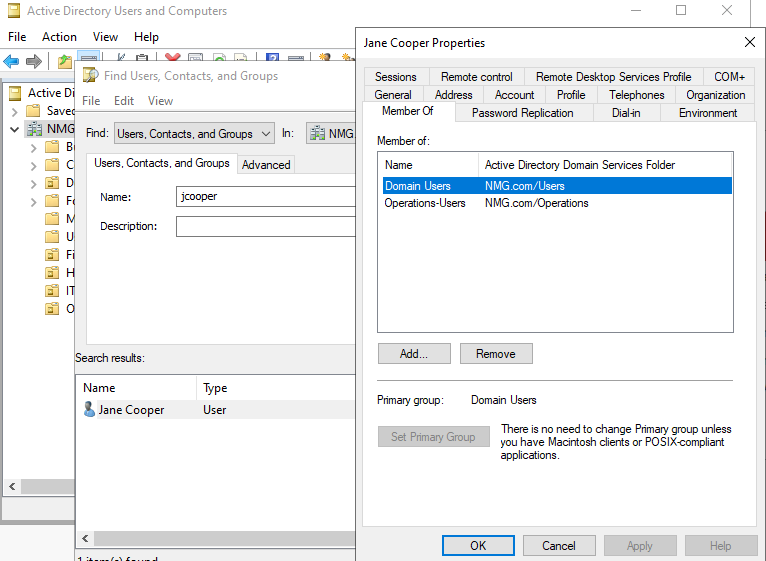 Active Directory Users and Computers
File Action View Help
Active Di
Saved
NMG
B
C
D
Fo
M
U
Fi
H
IT
O
Find Users, Contacts, and Groups
File Edit View
Find: Users, Contacts, and Groups In: NMG.
Users, Contacts, and Groups Advanced
Name: jcooper
Description:
Search results:
Name Type
Jane Cooper User
1 item(s) found
Jane Cooper Properties
Sessions Remote control Remote Desktop Services Profile COM+
General Address Account Profile Telephones Organization
Member Of Password Replication Dial-in Environment
Member of:
Name Active Directory Domain Services Folder
Domain Users NMG.com/Users
Operations-Users NMG.com/Operations
Add... Remove
Primary group: Domain Users
Set Primary Group
There is no need to change Primary group unless
you have Macintosh clients or POSIX-compliant
applications.
OK Cancel Apply Help